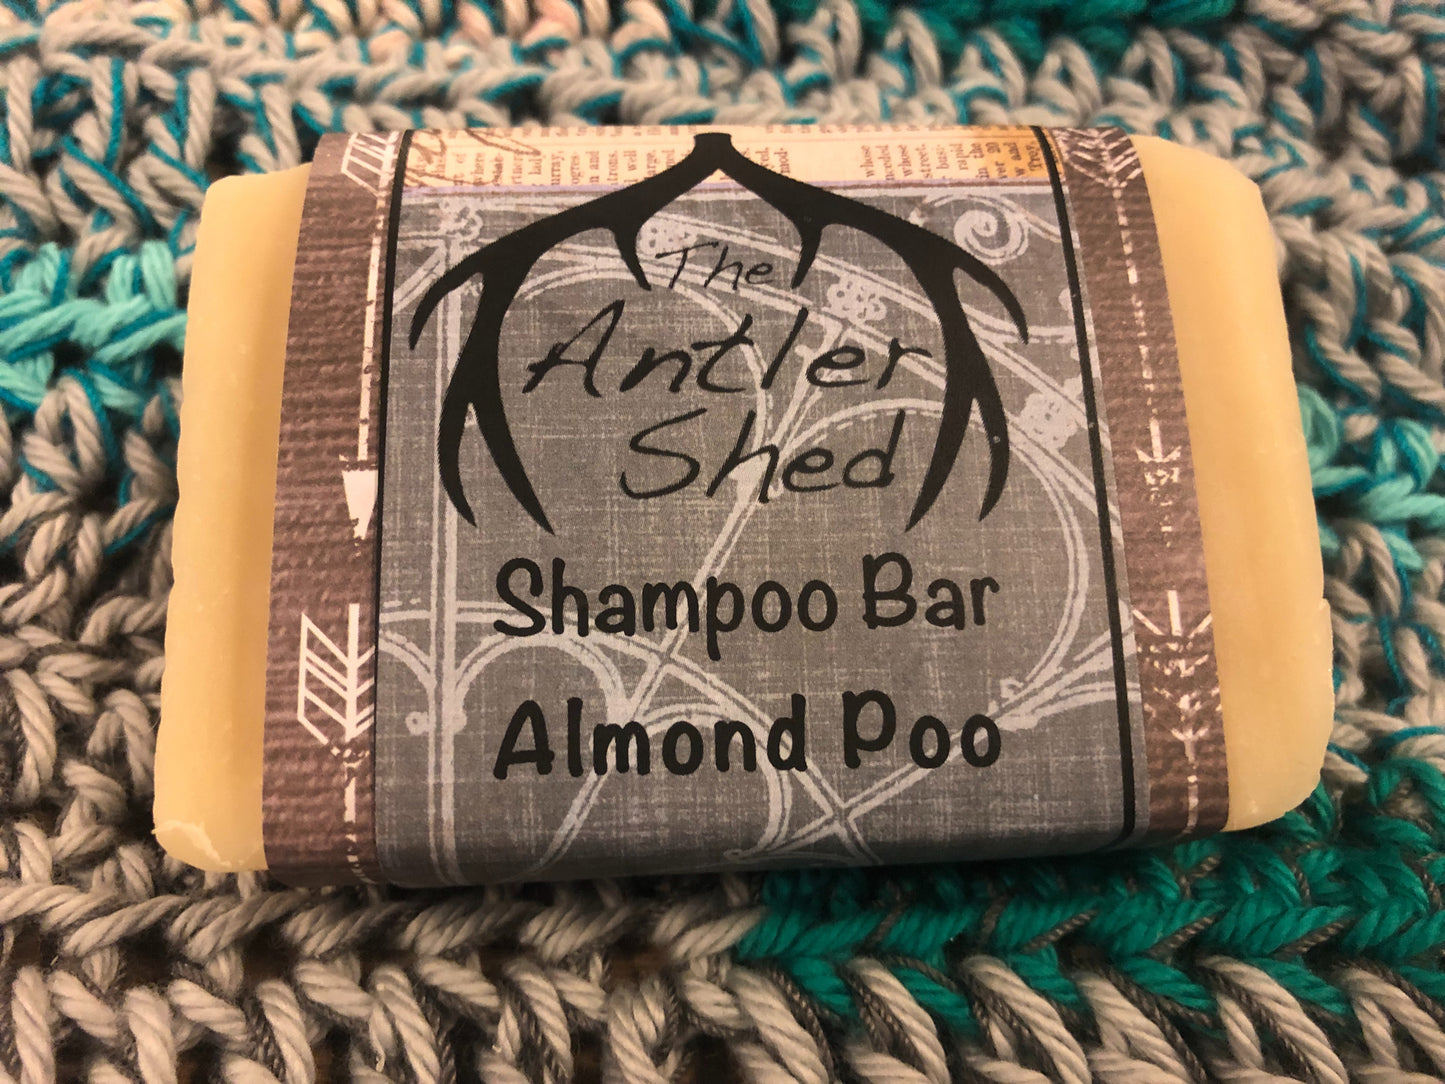 The
Antler
Shed
Shampoo Bar
Almond Poo